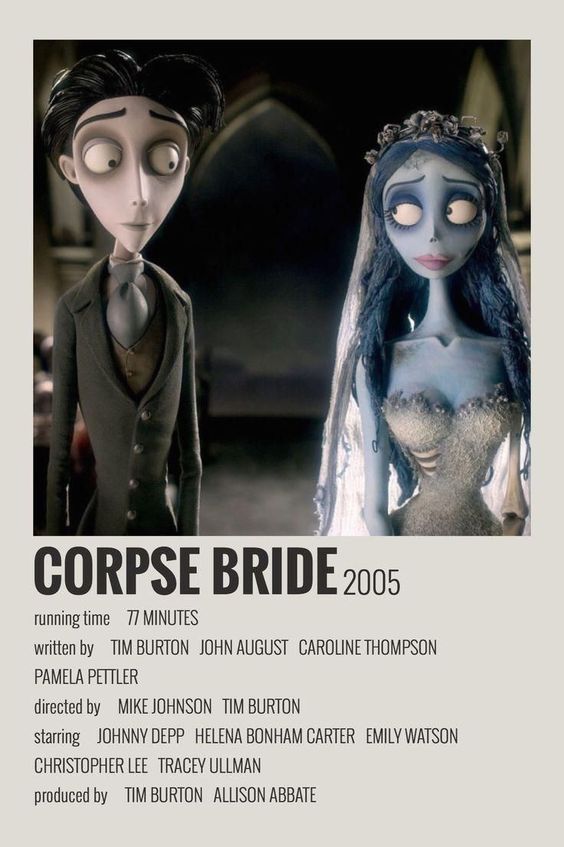 CORPSE BRIDE 2005
running time 77 MINUTES
written by TIM BURTON JOHN AUGUST CAROLINE THOMPSON
PAMELA PETTLER
directed by MIKE JOHNSON TIM BURTON
starring JOHNNY DEPP HELENA BONHAM CARTER EMILY WATSON
CHRISTOPHER LEE TRACEY ULLMAN
produced by TIM BURTON ALLISON ABBATE